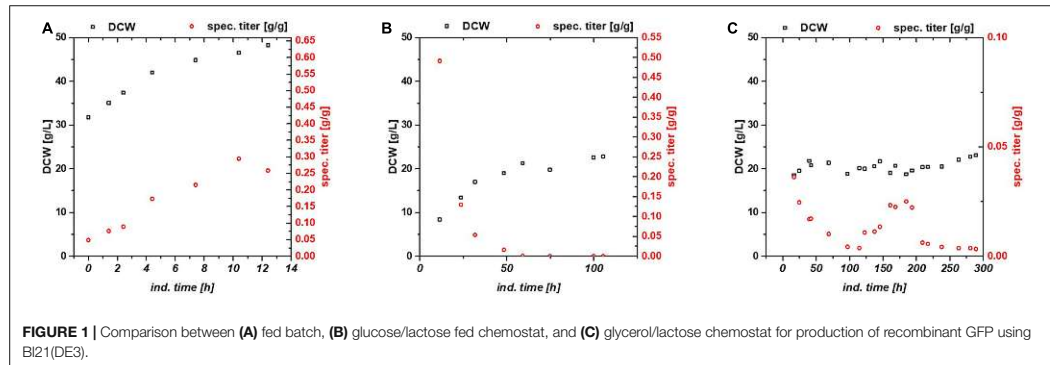 A DCW spec. titer [g/g]
50
40
30
20
10
0
DCW [g/L]
0 2 4 6 8 10 12 14
ind. time [h]
0.65
0.60
0.55
0.50
0.45
0.40
0.35
0.30
0.25
0.20
0.15
0.10
0.05
0.00
spec. titer [g/g]
B DCW spec. titer [g/g]
50
40
30
20
10
0
DCW [g/L]
0 50 100
ind. time [h]
0.55
0.50
0.45
0.40
0.35
0.30
0.25
0.20
0.15
0.10
0.05
0.00
spec. titer [g/g]
C DCW spec. titer [g/g]
50
40
30
20
10
0
DCW [g/L]
0 50 100 150 200 250 300
ind. time [h]
0.10
0.05
0.00
spec. titer [g/g]
FIGURE 1 | Comparison between (A) fed batch, (B) glucose/lactose fed chemostat, and (C) glycerol/lactose chemostat for production of recombinant GFP using
Bl21(DE3).